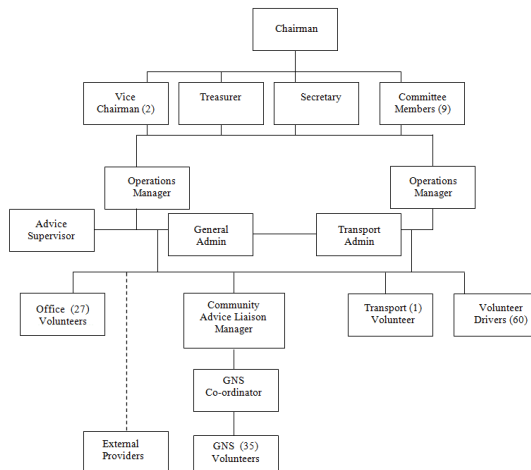 Chairman
Vice
Chairman (2)
Treasurer
Secretary
Committee
Members (9)
Operations
Manager
Operations
Manager
Advice
Supervisor
General
Admin
Transport
Admin
Office (27)
Volunteers
Community
Advice Liaison
Manager
Transport (1)
Volunteer
Volunteer
Drivers (60)
GNS
Co-ordinator
External
Providers
GNS (35)
Volunteers